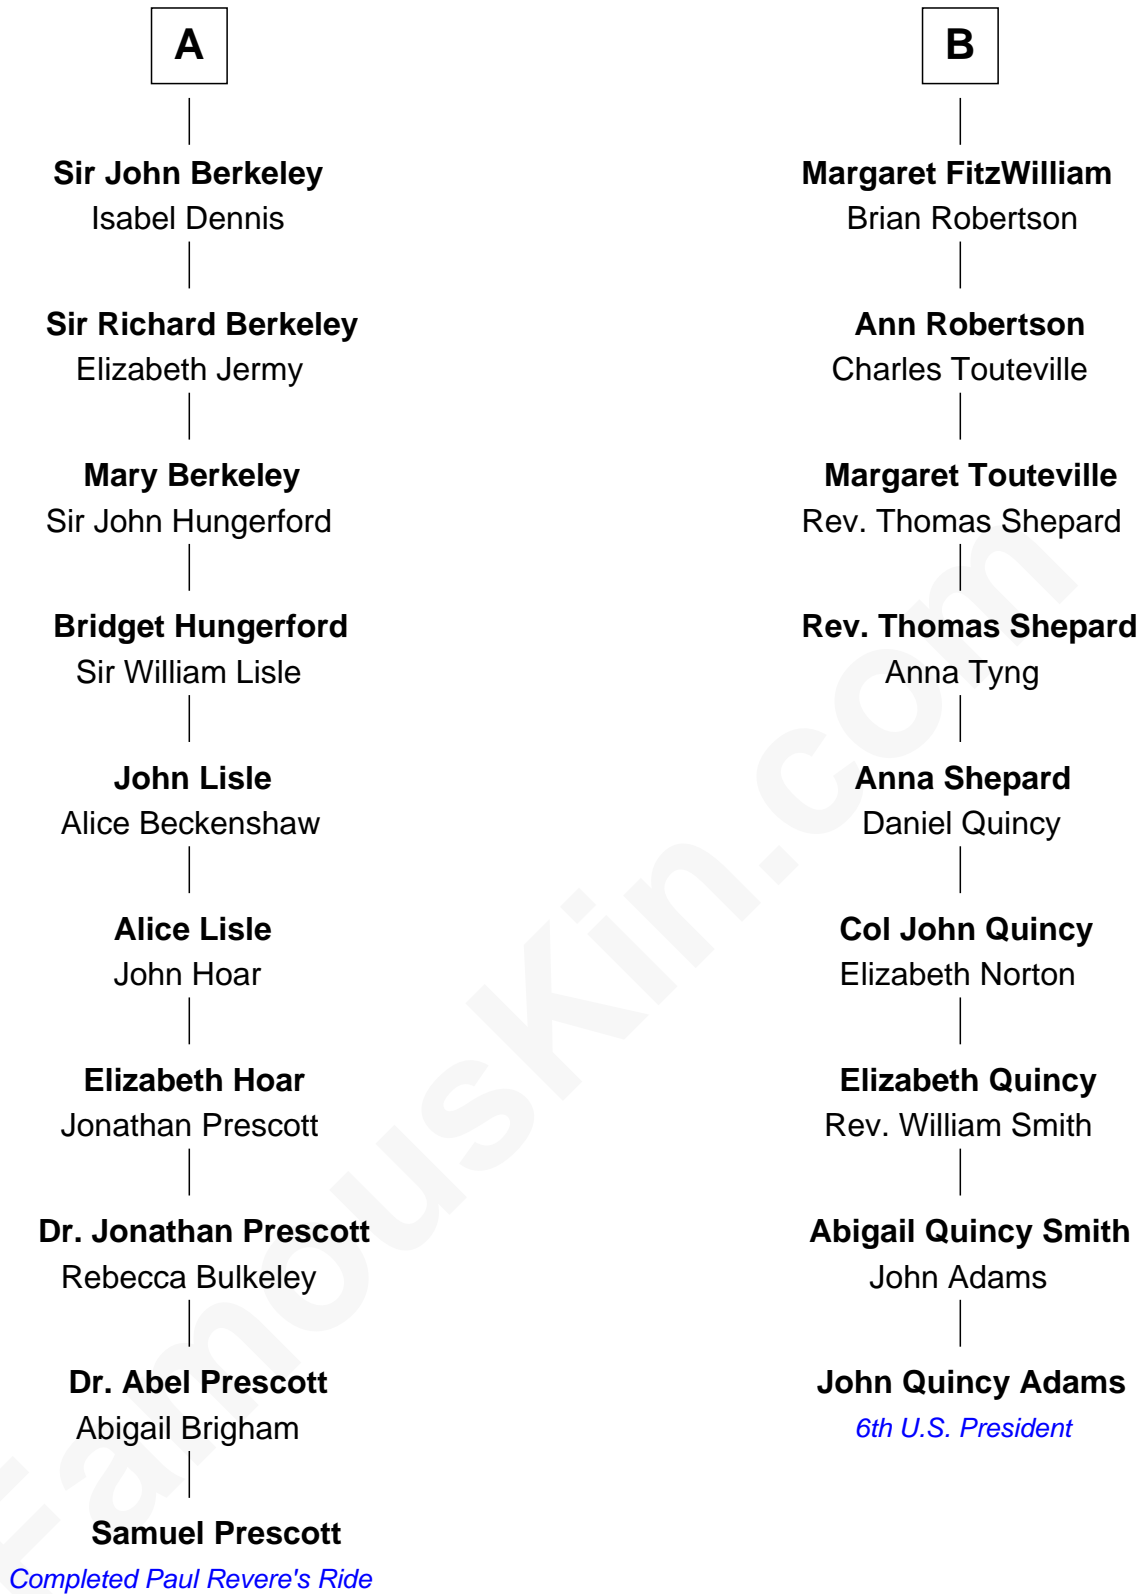 A
Sir John Berkeley
Isabel Dennis
Sir Richard Berkeley
Elizabeth Jermy
Mary Berkeley
Sir John Hungerford
Bridget Hungerford
Sir William Lisle
John Lisle
Alice Beckenshaw
Alice Lisle
John Hoar
Elizabeth Hoar
Jonathan Prescott
Dr. Jonathan Prescott
Rebecca Bulkeley
Dr. Abel Prescott
Abigail Brigham
Samuel Prescott
Completed Paul Revere's Ride
B
Margaret FitzWilliam
Brian Robertson
Ann Robertson
Charles Touteville
Margaret Touteville
Rev. Thomas Shepard
Rev. Thomas Shepard
Anna Tyng
Anna Shepard
Daniel Quincy
Col John Quincy
Elizabeth Norton
Elizabeth Quincy
Rev. William Smith
Abigail Quincy Smith
John Adams
John Quincy Adams
6th U.S. President
FamousKin.com